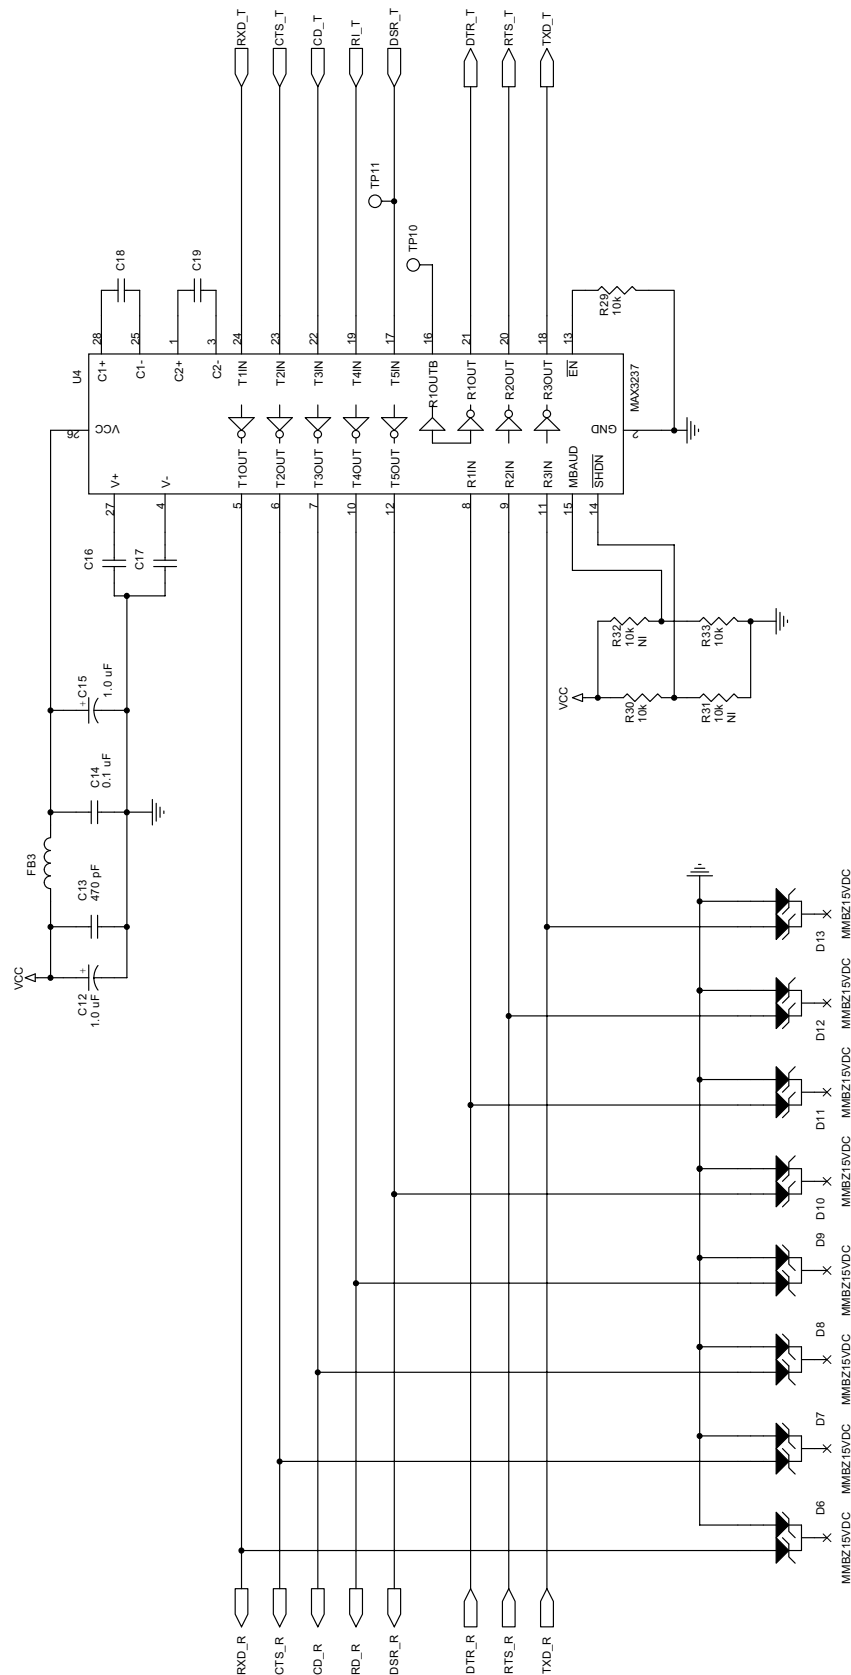 RXD_T
CTS_T
CD_T
RI_T
DSR_T
DTR_T
RTS_T
TXD_T
TP11
TP10
C18
C19
R29
10k
28
25
1
3
24
23
22
19
17
16
21
20
18
13
U4
C1+
C1-
C2+
C2-
T1IN
T2IN
T3IN
T4IN
T5IN
R1OUTB
R1OUT
R2OUT
R3OUT
EN
MAX3237
26
VCC
GND
2
V+
V-
T1OUT
T2OUT
T3OUT
T4OUT
T5OUT
R1IN
R2IN
R3IN
MBAUD
SHDN
27
4
5
6
7
10
12
8
9
11
15
14
C16
C17
R32
10k
NI
R33
10k
C15
1.0 uF
+
VCC
R30
10k
R31
10k
NI
C14
0.1 uF
FB3
C13
470 pF
VCC
C12
1.0 uF
+
D13
MMBZ15VDC
D12
MMBZ15VDC
D11
MMBZ15VDC
D10
MMBZ15VDC
D9
MMBZ15VDC
D8
MMBZ15VDC
D7
MMBZ15VDC
D6
MMBZ15VDC
RXD_R
CTS_R
CD_R
RD_R
DSR_R
DTR_R
RTS_R
TXD_R